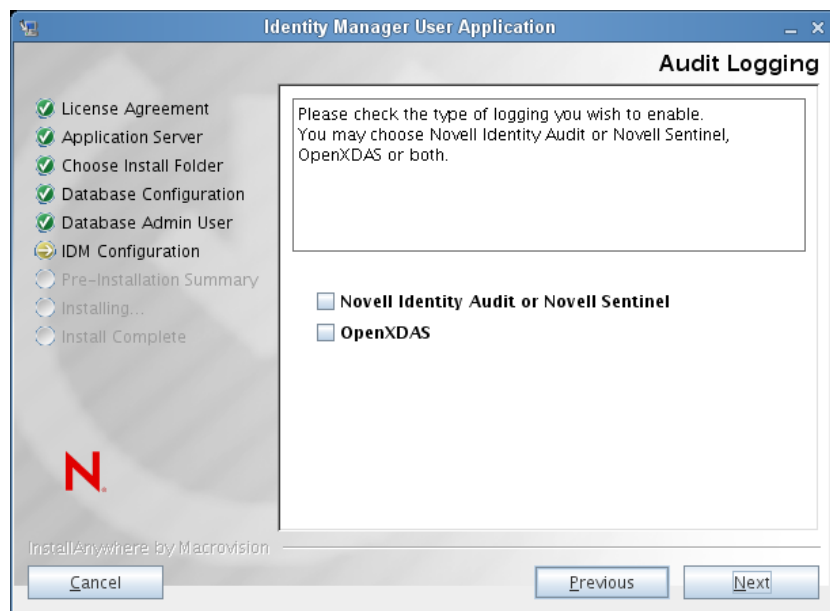 Identity Manager User Application
Audit Logging
License Agreement
Application Server
Choose Install Folder
Database Configuration
Database Admin User
IDM Configuration
Pre-Installation Summary
Installing...
Install Complete
Please check the type of logging you wish to enable.
You may choose Novell Identity Audit or Novell Sentinel,
OpenXDAS or both.
Novell Identity Audit or Novell Sentinel
OpenXDAS
N.
InstallAnywhere by Macrovision
Cancel
Previous
Next